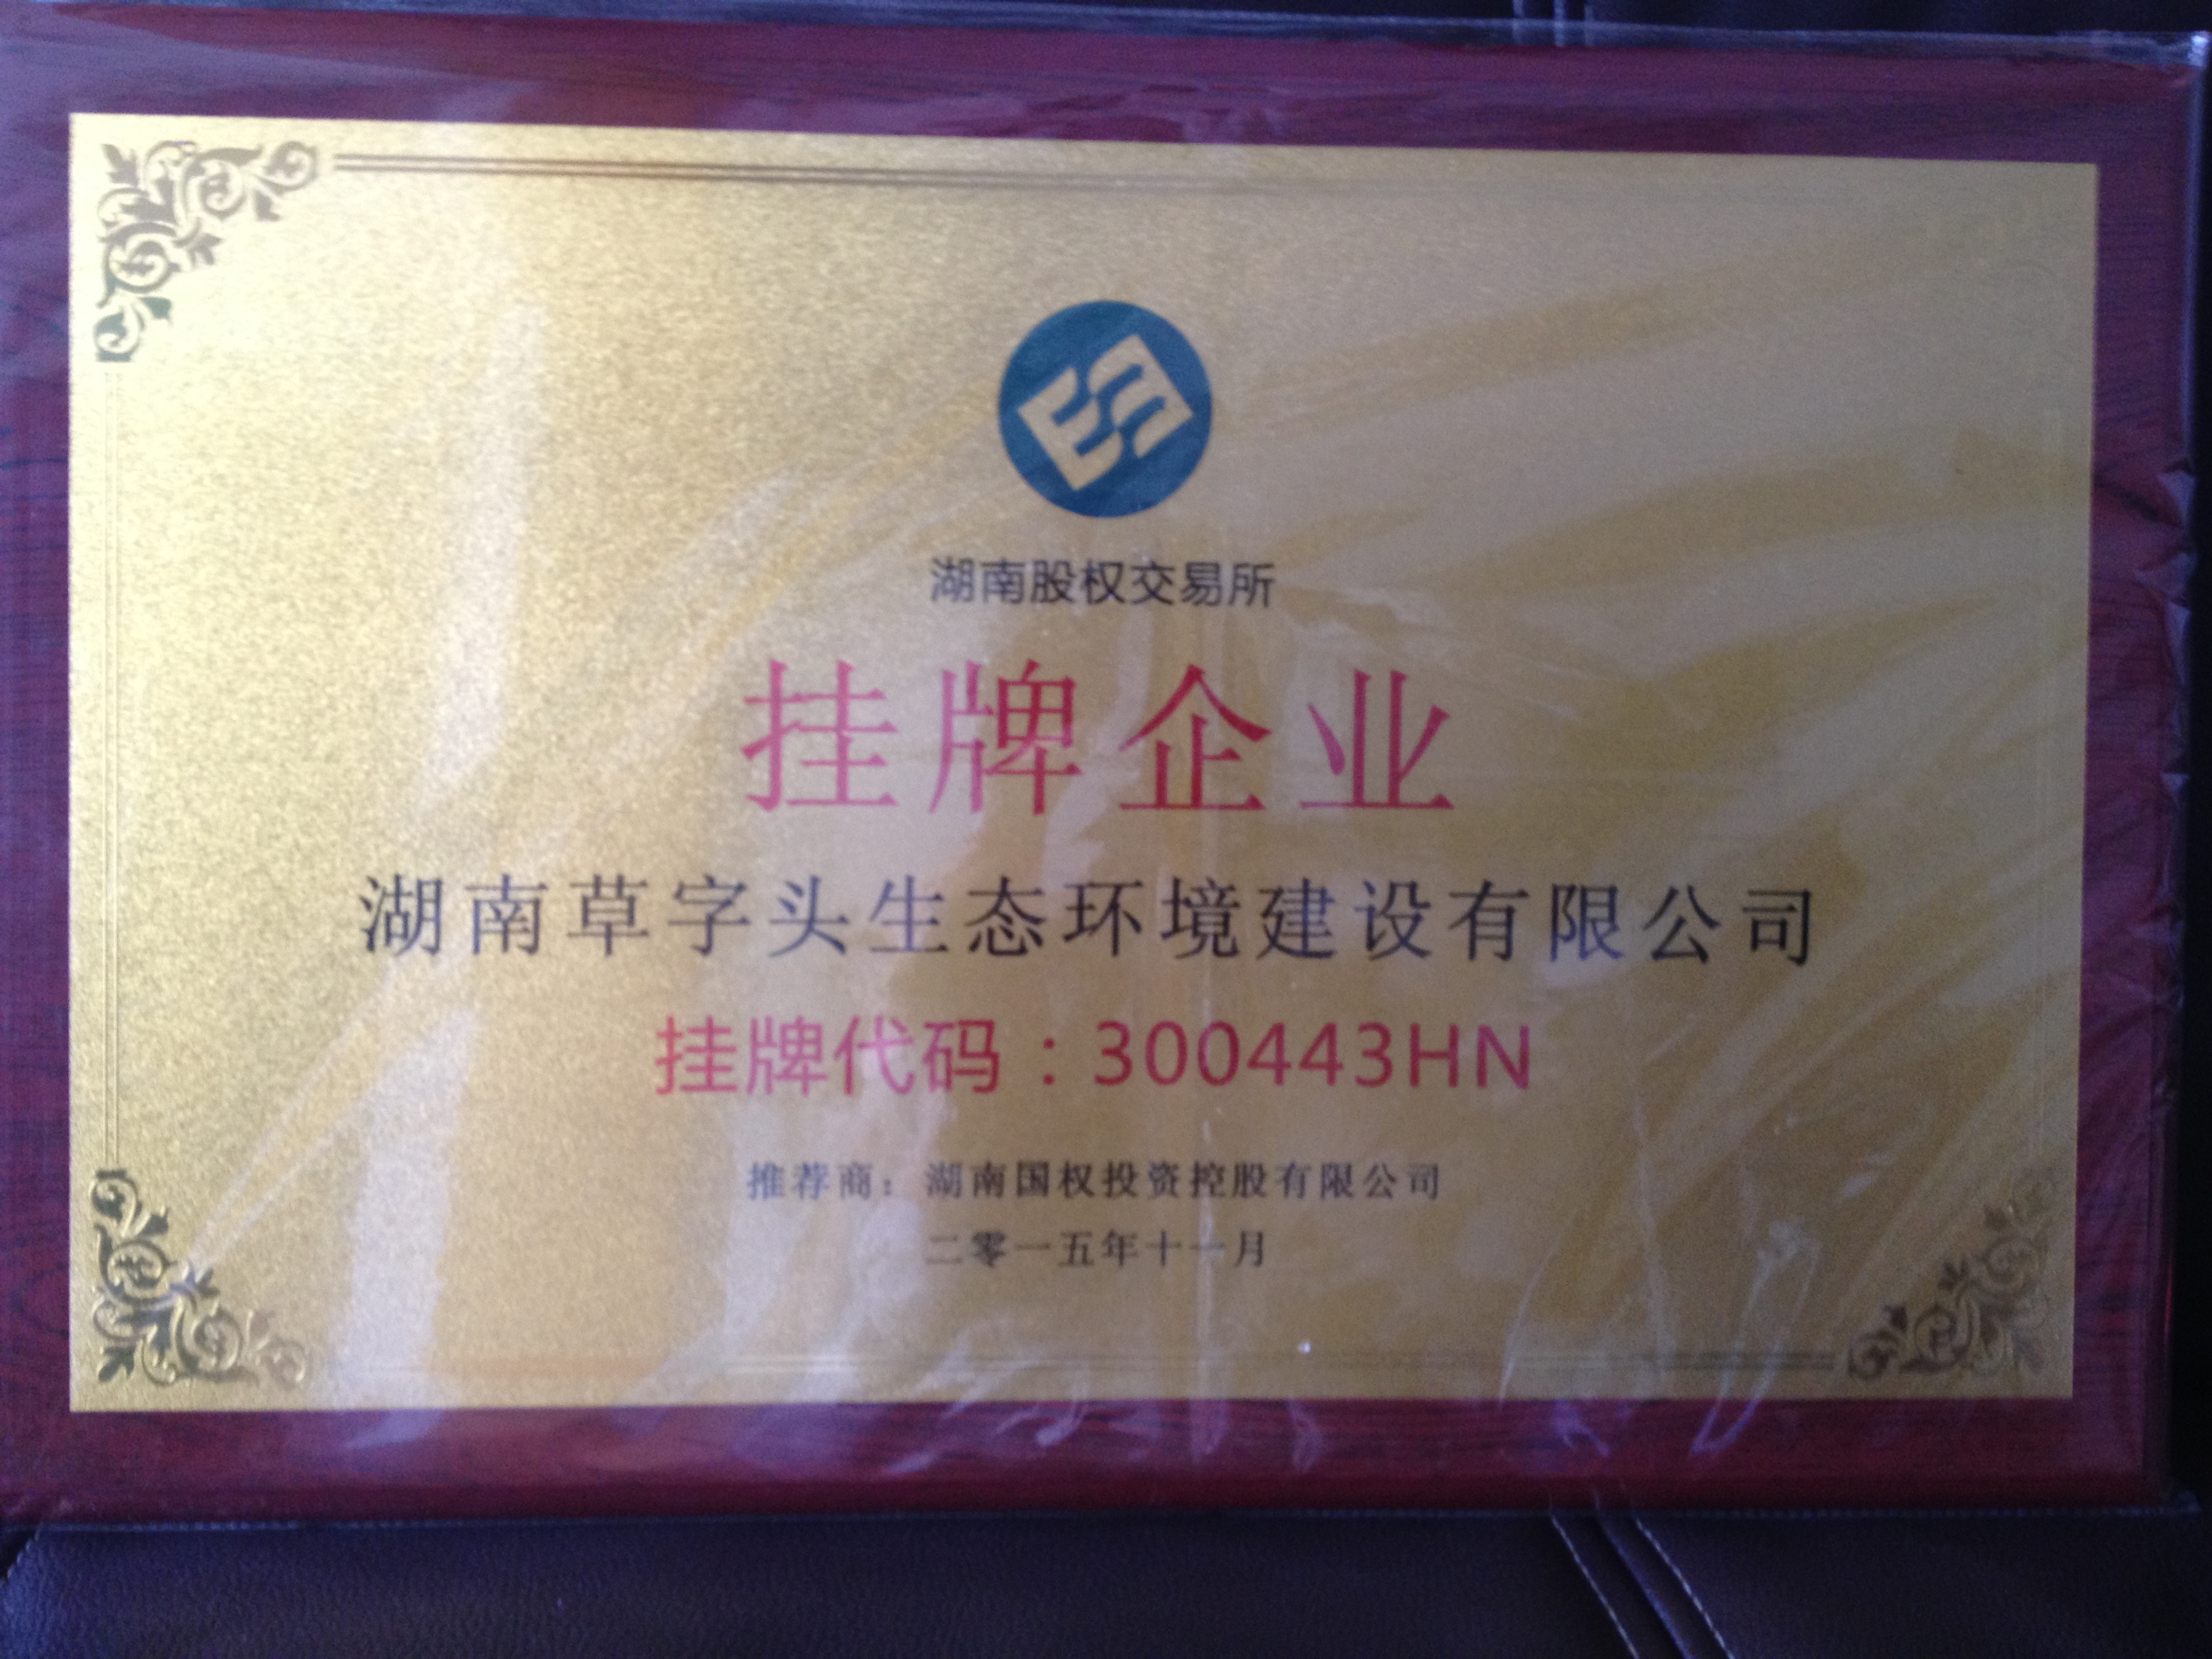 湖南股权交易所
挂牌企业
湖南草字头生态环境建设有限公司
挂牌代码：300443HN
推荐商：湖南国权投资控股有限公司
二零一五年十一月